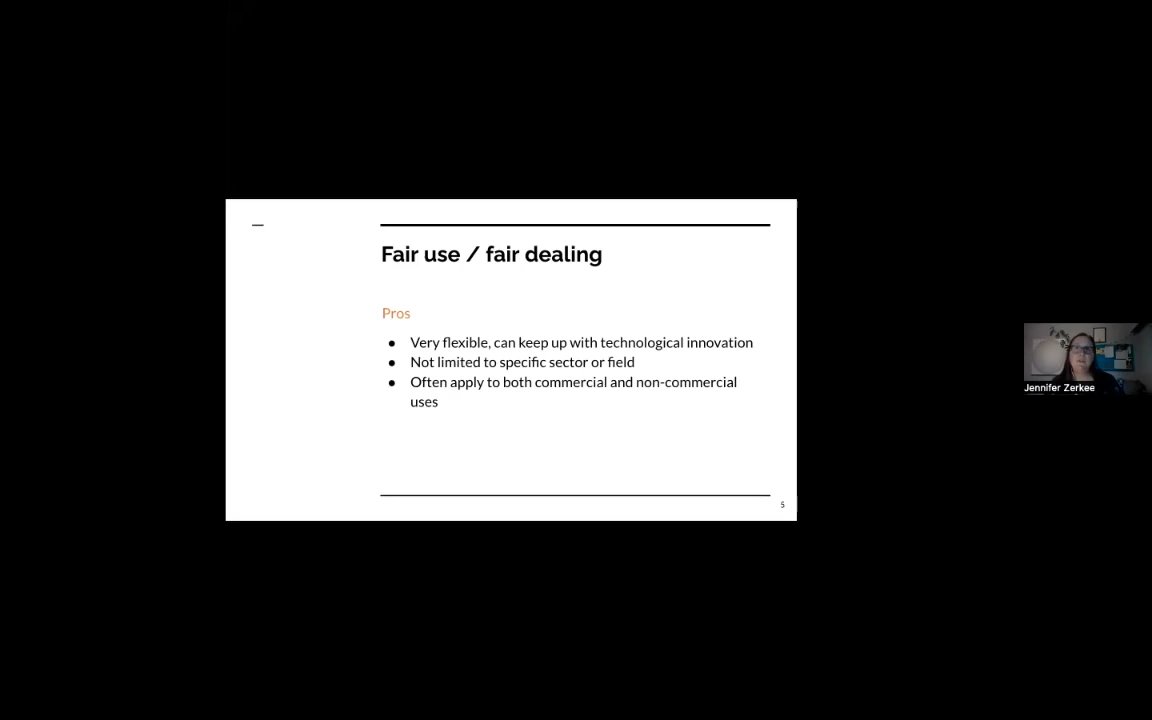 Fair use / fair dealing
Pros
● Very flexible, can keep up with technological innovation
● Not limited to specific sector or field
● Often apply to both commercial and non-commercial
uses
5
Jennifer Zerkee